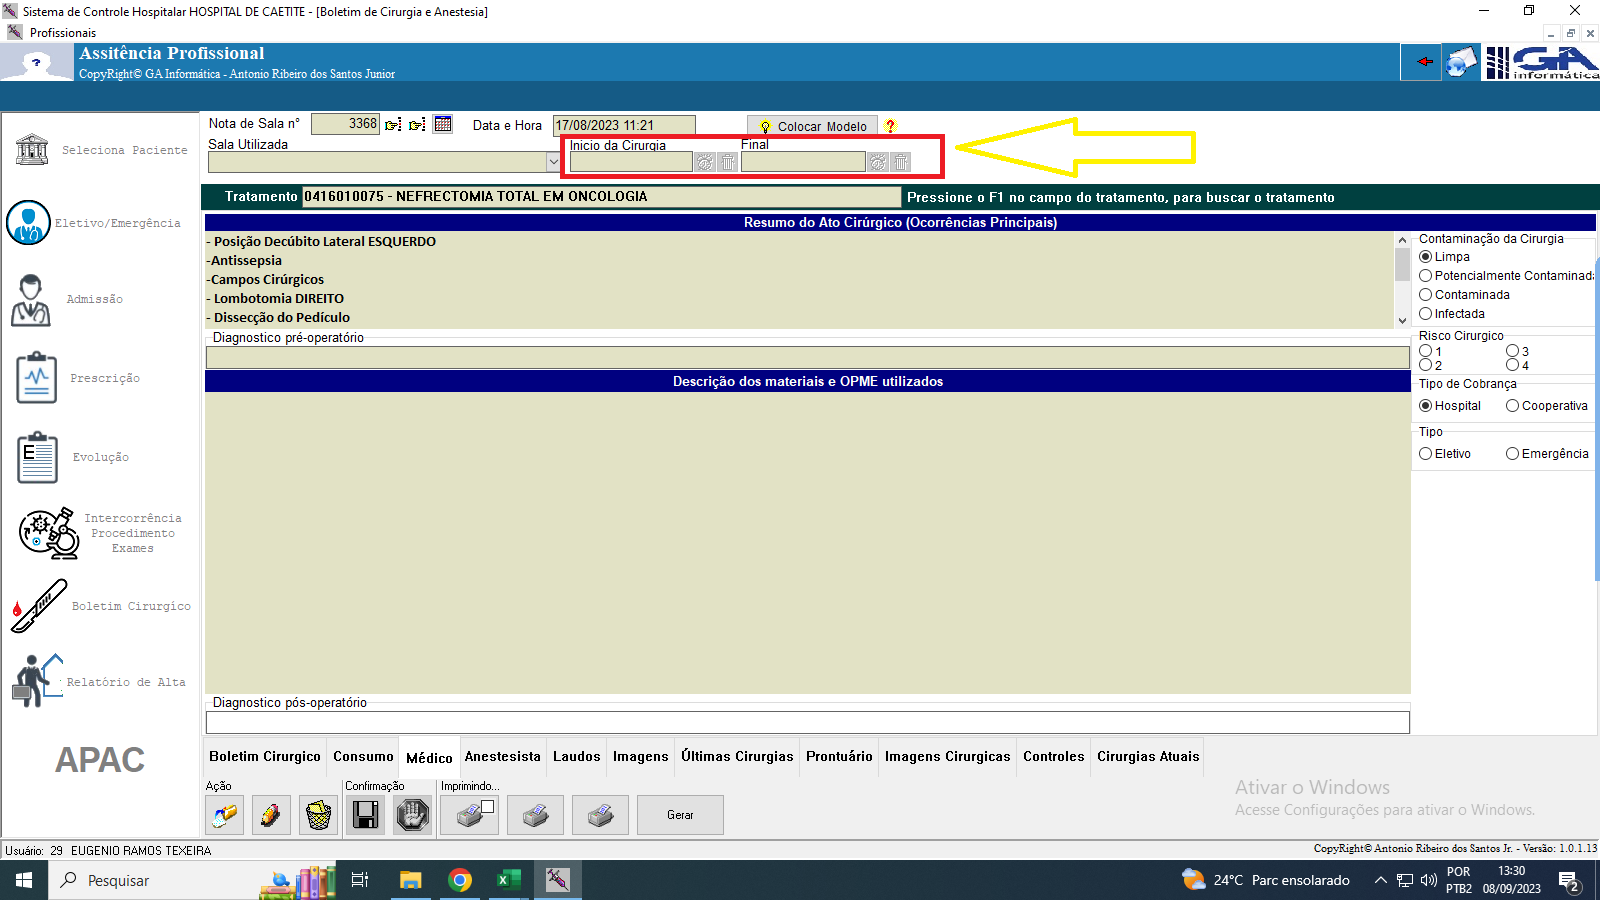 Sistema de Controle Hospitalar HOSPITAL DE CAETITE - [Boletim de Cirurgia e Anestesia]
Profissionais
Assitência Profissional
CopyRight© GA Informática - Antonio Ribeiro dos Santos Junior
GA
informática
Nota de Sala n° 3368 Data e Hora 17/08/2023 11:21 Colocar Modelo ?
Sala Utilizada Inicio da Cirurgia Final
Tratamento 0416010075 - NEFRECTOMIA TOTAL EM ONCOLOGIA Pressione o F1 no campo do tratamento, para buscar o tratamento
Resumo do Ato Cirúrgico (Ocorrências Principais)
- Posição Decúbito Lateral ESQUERDO
-Antissepsia
-Campos Cirúrgicos
- Lombotomia DIREITO
- Dissecção do Pedículo
Diagnostico pré-operatório
Descrição dos materiais e OPME utilizados
Diagnostico pós-operatório
Contaminação da Cirurgia
Limpa
Potencialmente Contaminada
Contaminada
Infectada
Risco Cirurgico
1 3
2 4
Tipo de Cobrança
Hospital Cooperativa
Tipo
Eletivo Emergência
Seleciona Paciente
Eletivo/Emergência
Admissão
Prescrição
Evolução
Intercorrência
Procedimento
Exames
Boletim Cirurgíco
Relatório de Alta
APAC
Boletim Cirurgico Consumo Médico Anestesista Laudos Imagens Últimas Cirurgias Prontuário Imagens Cirurgicas Controles Cirurgias Atuais
Ação Confirmação Imprimindo...
Gerar
Ativar o Windows
Acesse Configurações para ativar o Windows.
Usuário: 29 EUGENIO RAMOS TEXEIRA
CopyRight© Antonio Ribeiro dos Santos Jr. - Versão: 1.0.1.13
Pesquisar
24°C Parc ensolarado
POR
PTB2
13:30
08/09/2023
2